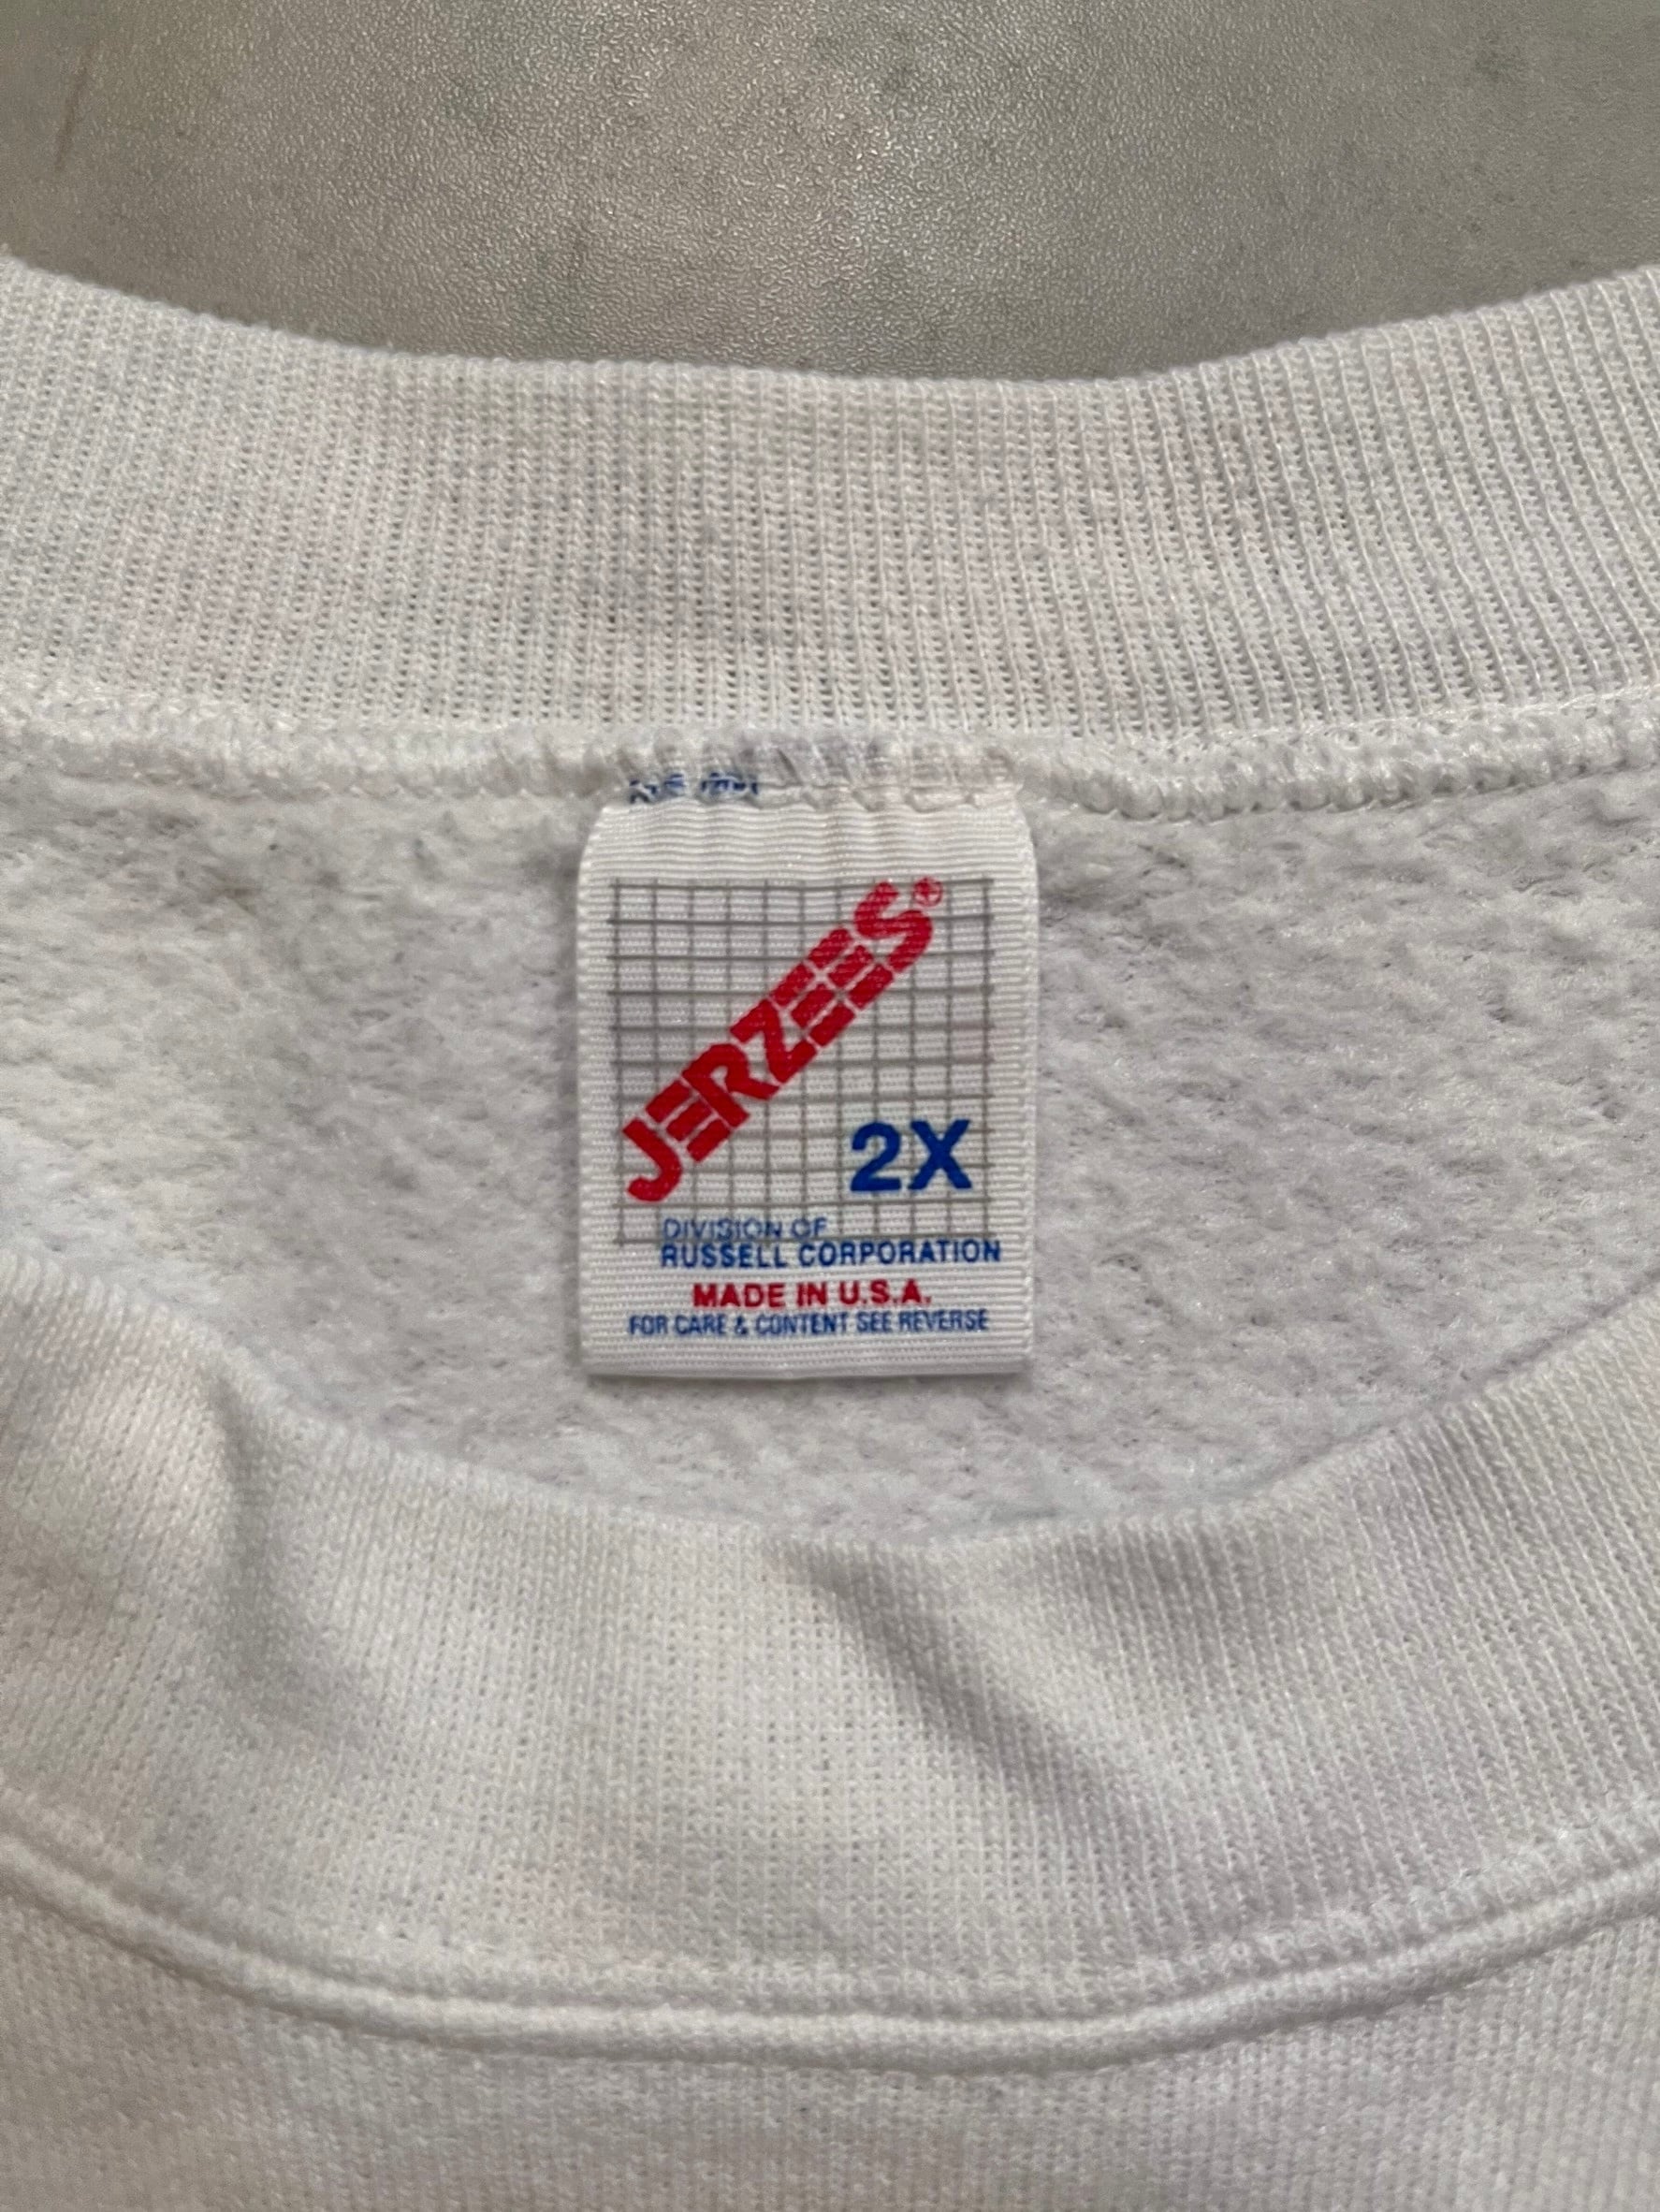 JERZEES®
2X
DIVISION OF
RUSSELL CORPORATION
MADE IN U.S.A.
FOR CARE & CONTENT SEE REVERSE